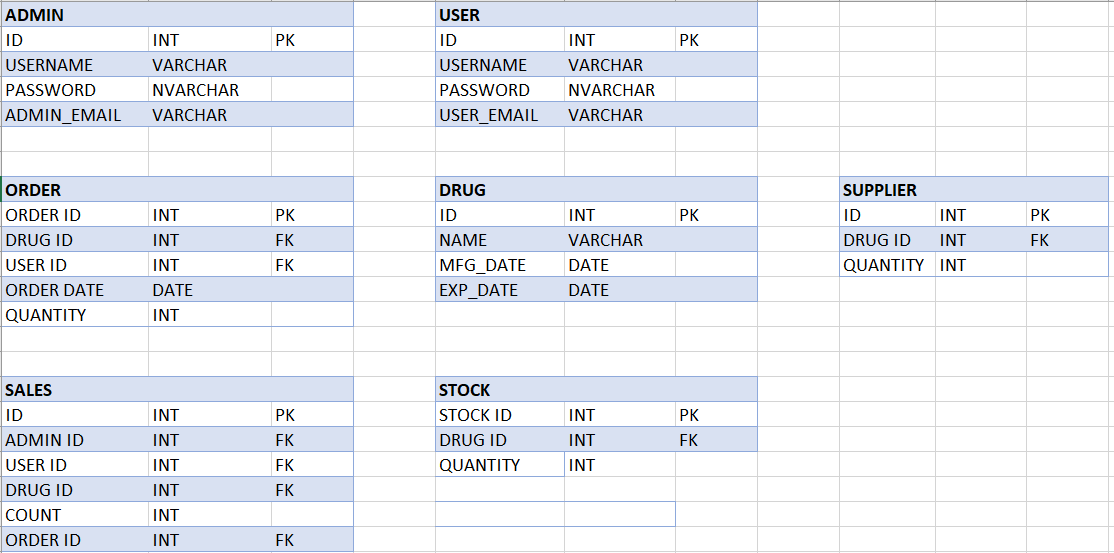 ADMIN USER
ID INT PK ID INT PK
USERNAME VARCHAR USERNAME VARCHAR
PASSWORD NVARCHAR PASSWORD NVARCHAR
ADMIN_EMAIL VARCHAR USER_EMAIL VARCHAR
ORDER DRUG SUPPLIER
ORDER ID INT PK ID INT PK ID INT PK
DRUG ID INT FK NAME VARCHAR DRUG ID INT FK
USER ID INT FK MFG_DATE DATE QUANTITY INT
ORDER DATE DATE EXP_DATE DATE
QUANTITY INT
SALES STOCK
ID INT PK STOCK ID INT PK
ADMIN ID INT FK DRUG ID INT FK
USER ID INT FK QUANTITY INT
DRUG ID INT FK
COUNT INT
ORDER ID INT FK